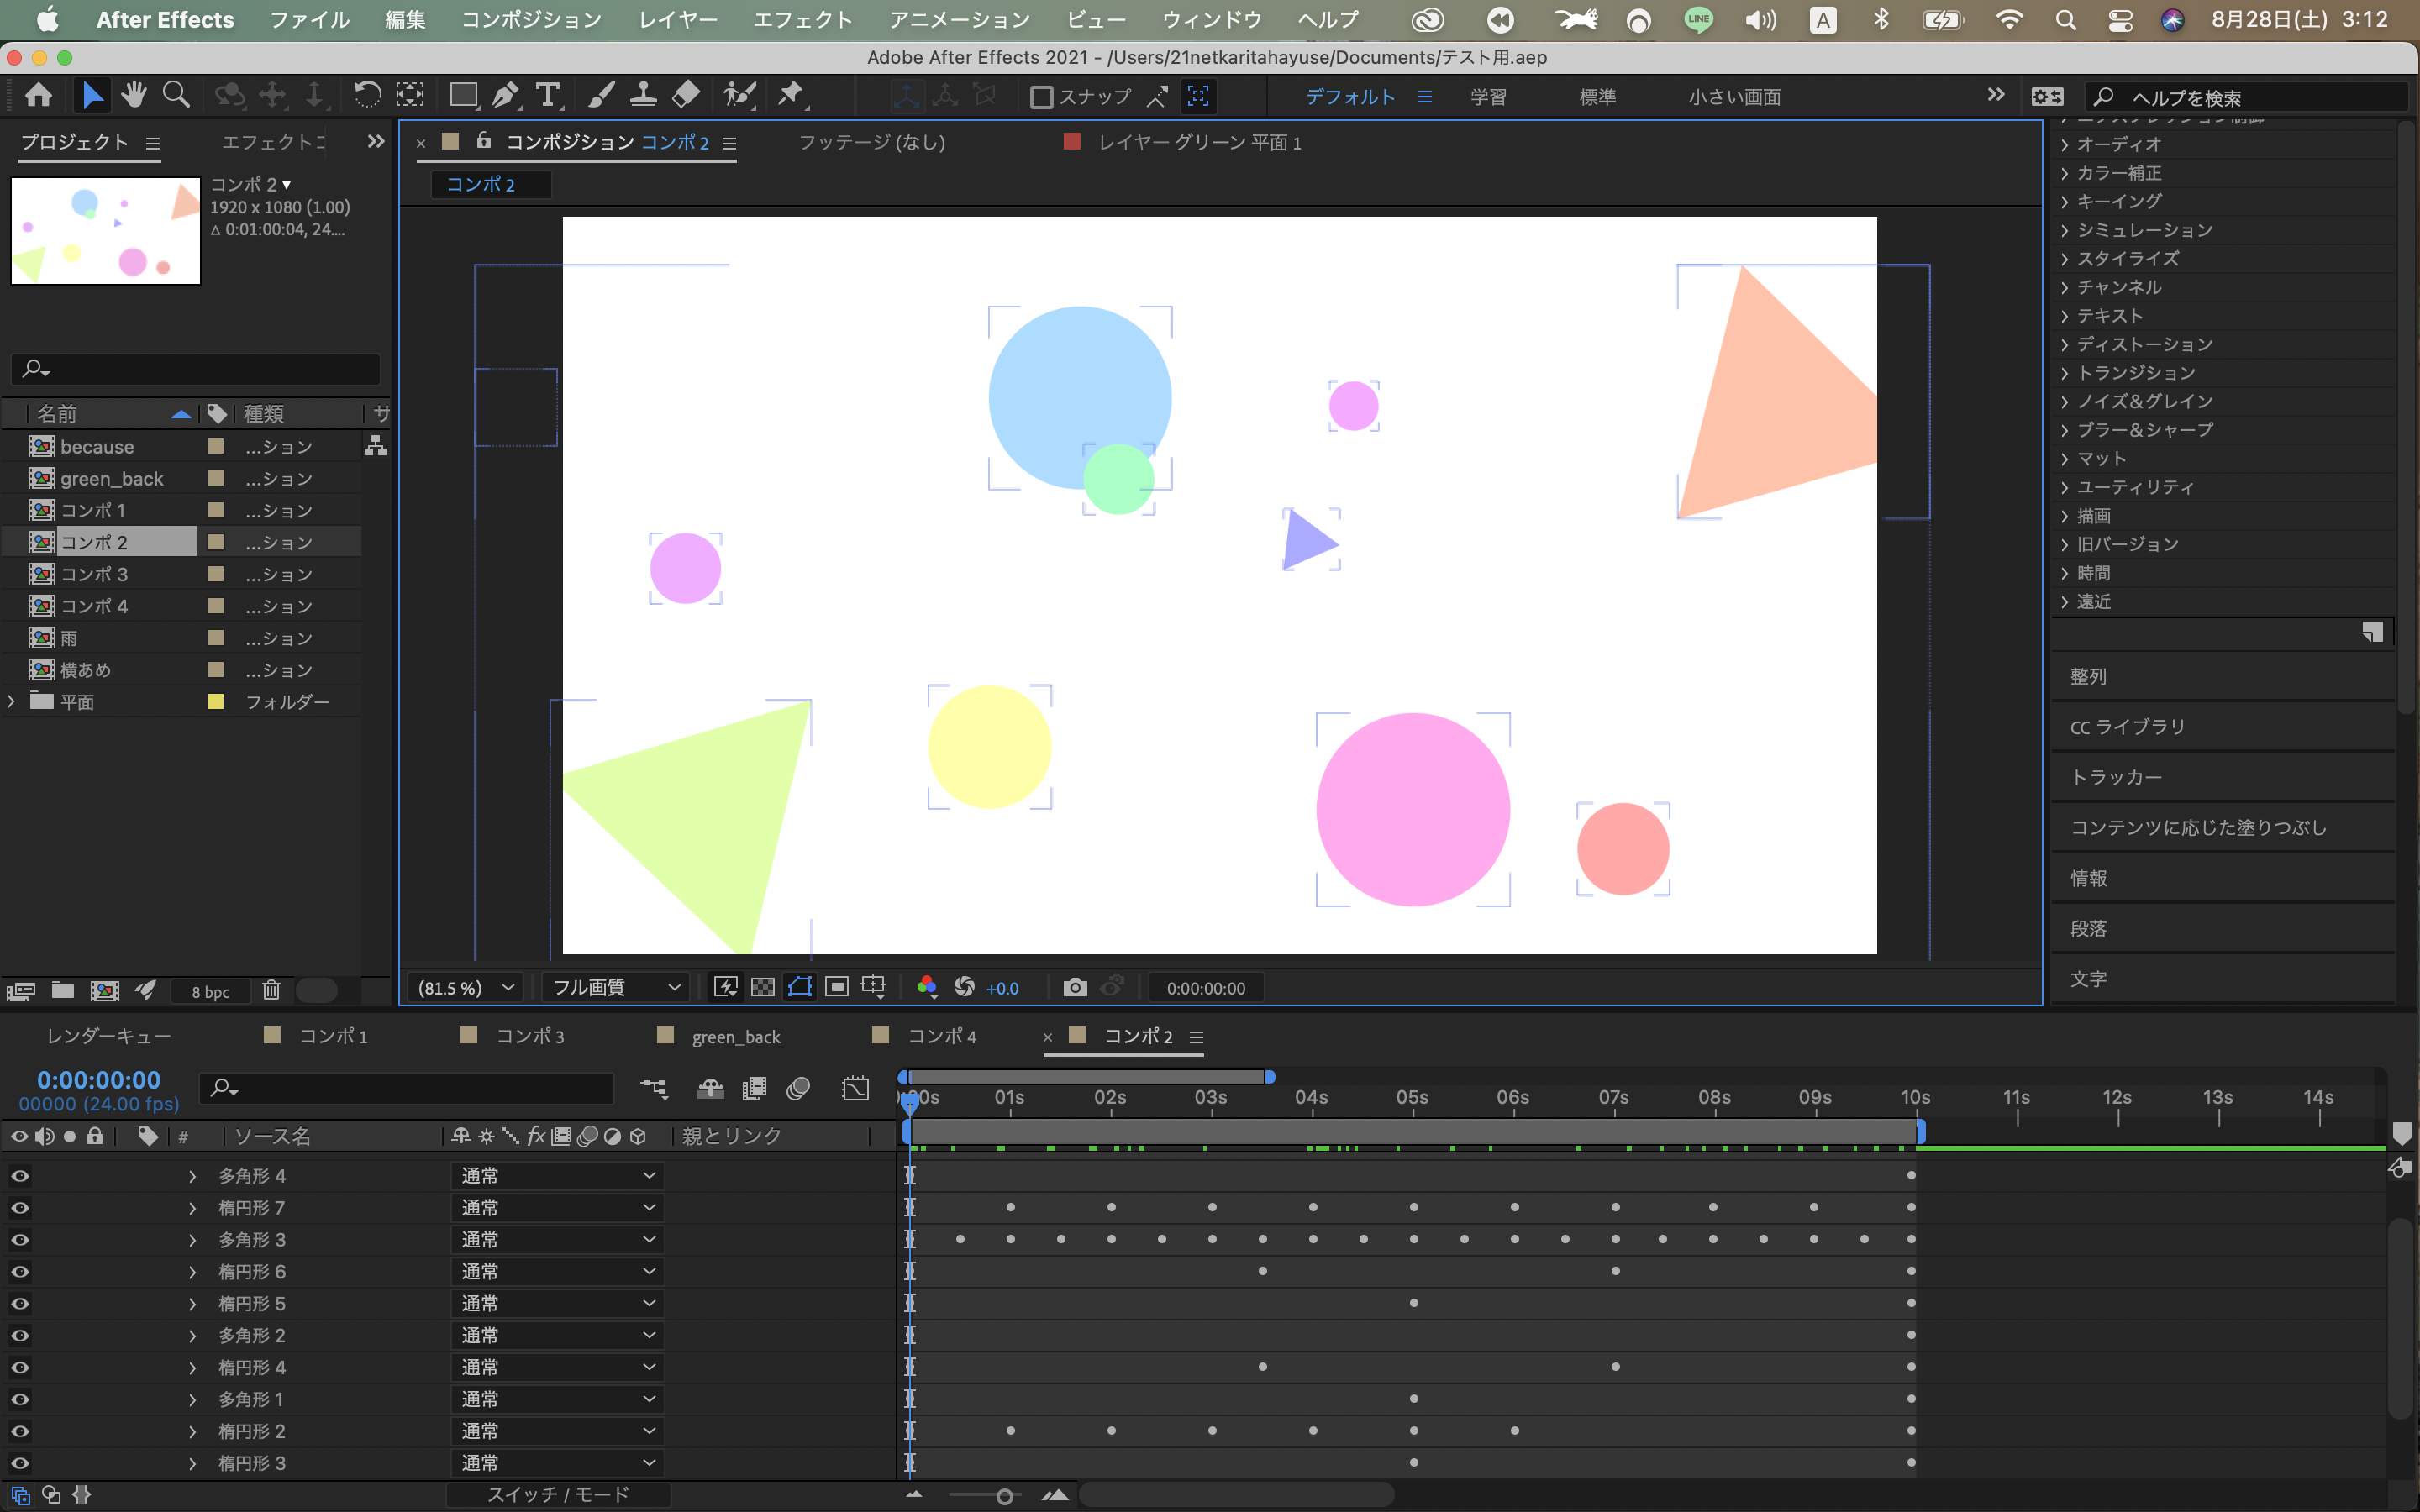 After Effects ファイル 編集 コンポジション レイヤー エフェクト アニメーション ビュー ウィンドウ ヘルプ LINE A 8月28日(土) 3:12
Adobe After Effects 2021 - /Users/21netkaritahayuse/Documents/テスト用.aep
スナップ デフォルト 学習 標準 小さい画面 ヘルプを検索
プロジェクト エフェクトコ
コンポジション コンポ 2 フッテージ (なし) レイヤー グリーン 平面 1
コンポ 2
コンポ 2▼
1920 x 1080 (1.00)
Δ 0:01:00:04, 24....
名前 種類 サ
because ...ション
green_back ...ション
コンポ 1 ...ション
コンポ 2 ...ション
コンポ 3 ...ション
コンポ 4 ...ション
雨 ...ション
横あめ ...ション
平面 フォルダー
8 bpc
(81.5 %) フル画質 +0.0 0:00:00:00
エクスプレッション制御
オーディオ
カラー補正
キーイング
シミュレーション
スタイライズ
チャンネル
テキスト
ディストーション
トランジション
ノイズ&グレイン
ブラー&シャープ
マット
ユーティリティ
描画
旧バージョン
時間
遠近
整列
CC ライブラリ
トラッカー
コンテンツに応じた塗りつぶし
情報
段落
文字
レンダーキュー コンポ 1 コンポ 3 green_back コンポ 4 コンポ 2
0:00:00:00
00000 (24.00 fps)
:00s 01s 02s 03s 04s 05s 06s 07s 08s 09s 10s 11s 12s 13s 14s
# ソース名 fx 親とリンク
多角形 4 通常
楕円形 7 通常
多角形 3 通常
楕円形 6 通常
楕円形 5 通常
多角形 2 通常
楕円形 4 通常
多角形 1 通常
楕円形 2 通常
楕円形 3 通常
スイッチ / モード